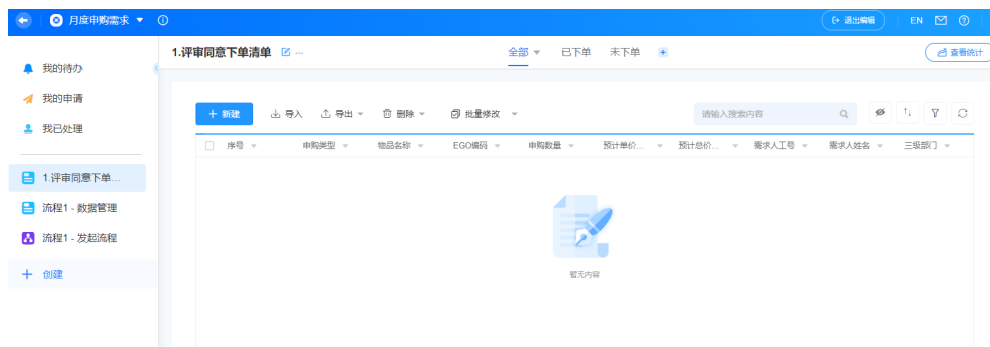 月度申购需求
退出编辑
EN
1.评审同意下单清单
全部 已下单 未下单
查看统计
我的待办
我的申请
我已处理
1.评审同意下单...
流程1 - 数据管理
流程1 - 发起流程
创建
新建 导入 导出 删除 批量修改
请输入搜索内容
序号 申购类型 物品名称 EGO编码 申购数量 预计单价... 预计总价... 需求人工号 需求人姓名 三级部门
暂无内容